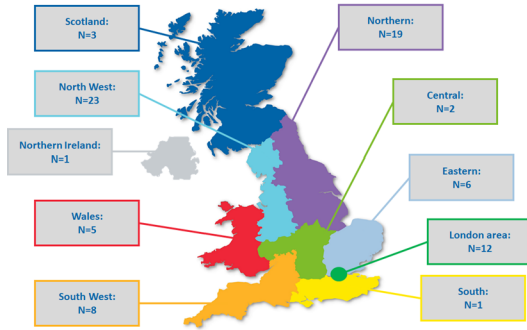 Scotland:
N=3
Northern:
N=19
North West:
N=23
Central:
N=2
Northern Ireland:
N=1
Eastern:
N=6
Wales:
N=5
London area:
N=12
South West:
N=8
South:
N=1